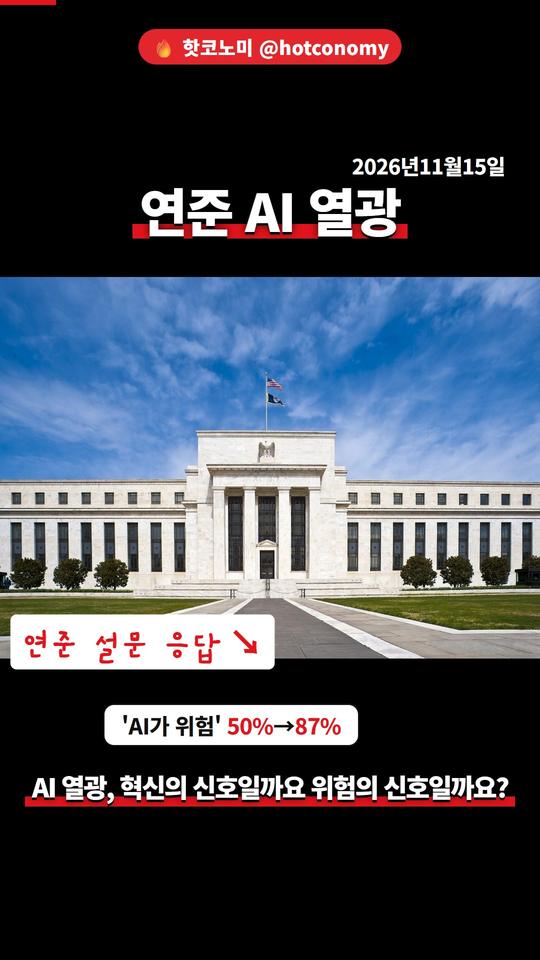 🔥 핫코노미 @hotconomy
2026년11월15일
연준 AI 열광
연준 설문 응답 ↘
'AI가 위험' 50%→87%
AI 열광, 혁신의 신호일까요 위험의 신호일까요?